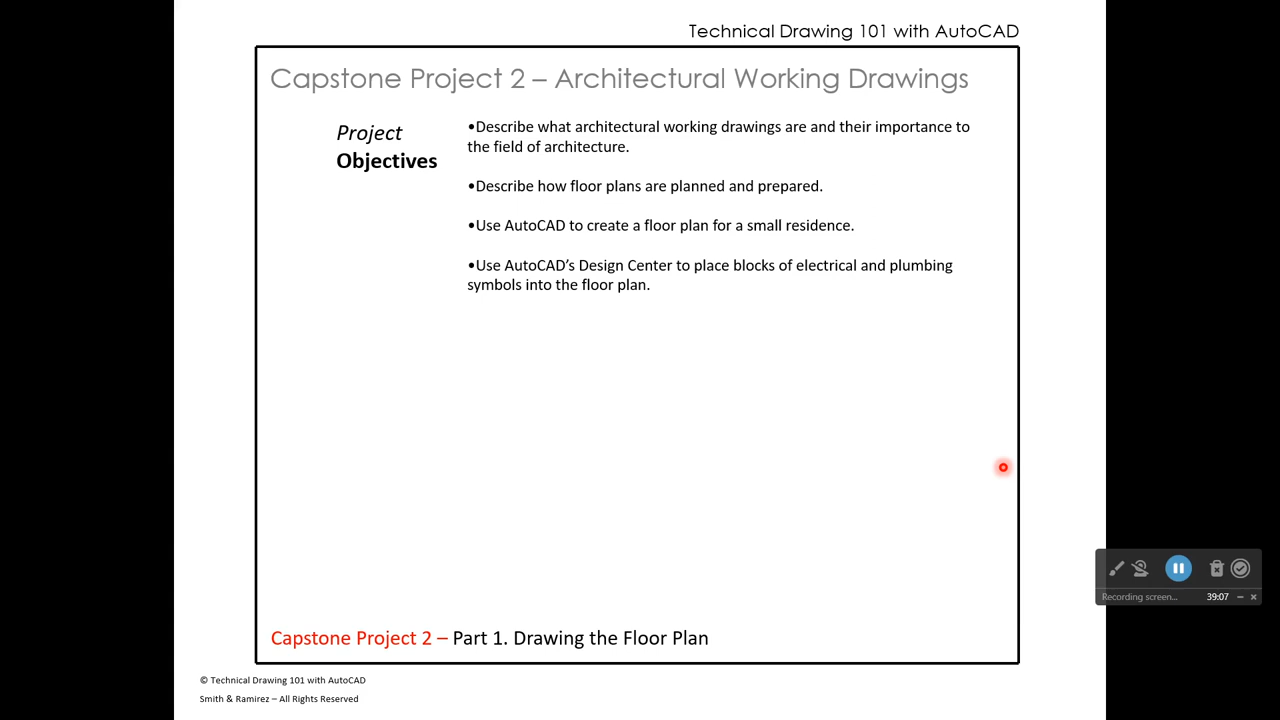 Technical Drawing 101 with AutoCAD
Capstone Project 2 – Architectural Working Drawings
Project
Objectives
•Describe what architectural working drawings are and their importance to
the field of architecture.
•Describe how floor plans are planned and prepared.
•Use AutoCAD to create a floor plan for a small residence.
•Use AutoCAD’s Design Center to place blocks of electrical and plumbing
symbols into the floor plan.
Recording screen... 39:07
Capstone Project 2 – Part 1. Drawing the Floor Plan
© Technical Drawing 101 with AutoCAD
Smith & Ramirez – All Rights Reserved